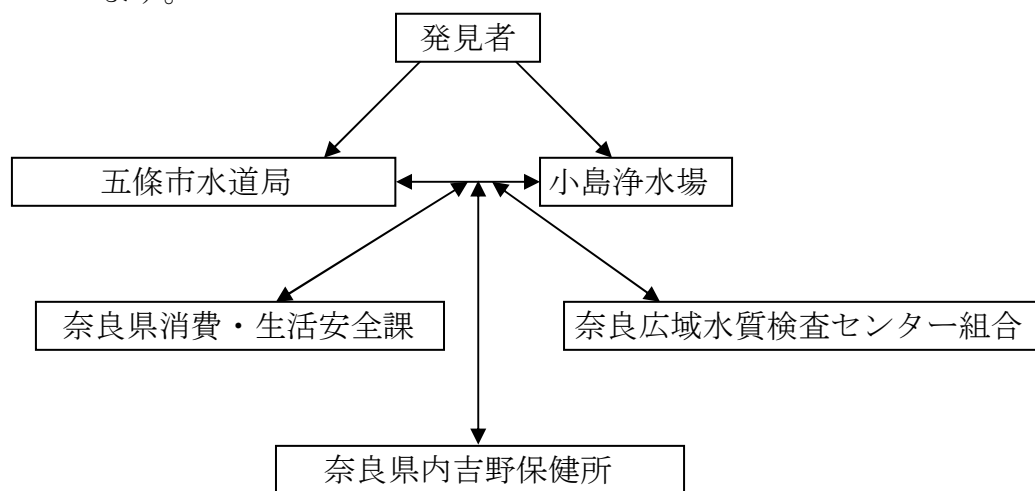 発見者
五條市水道局
小島浄水場
奈良県消費・生活安全課
奈良広域水質検査センター組合
奈良県内吉野保健所